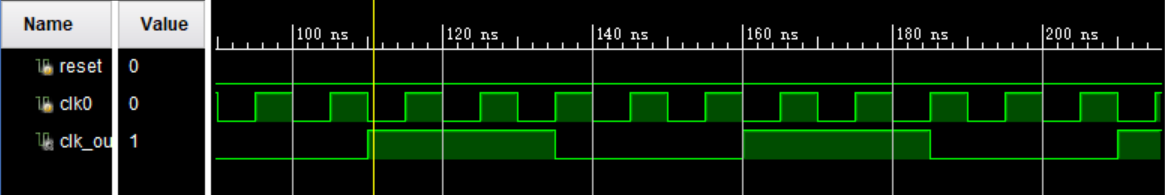 Name Value
100 ns 120 ns 140 ns 160 ns 180 ns 200 ns
reset 0
clk0 0
clk_ou 1